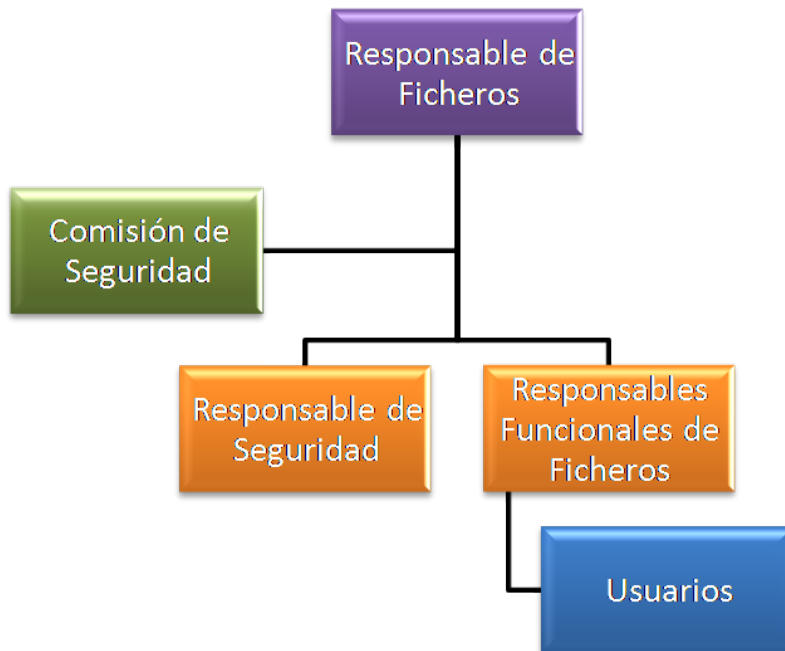 Responsable de
Ficheros
Comisión de
Seguridad
Responsable de
Seguridad
Responsables
Funcionales de
Ficheros
Usuarios